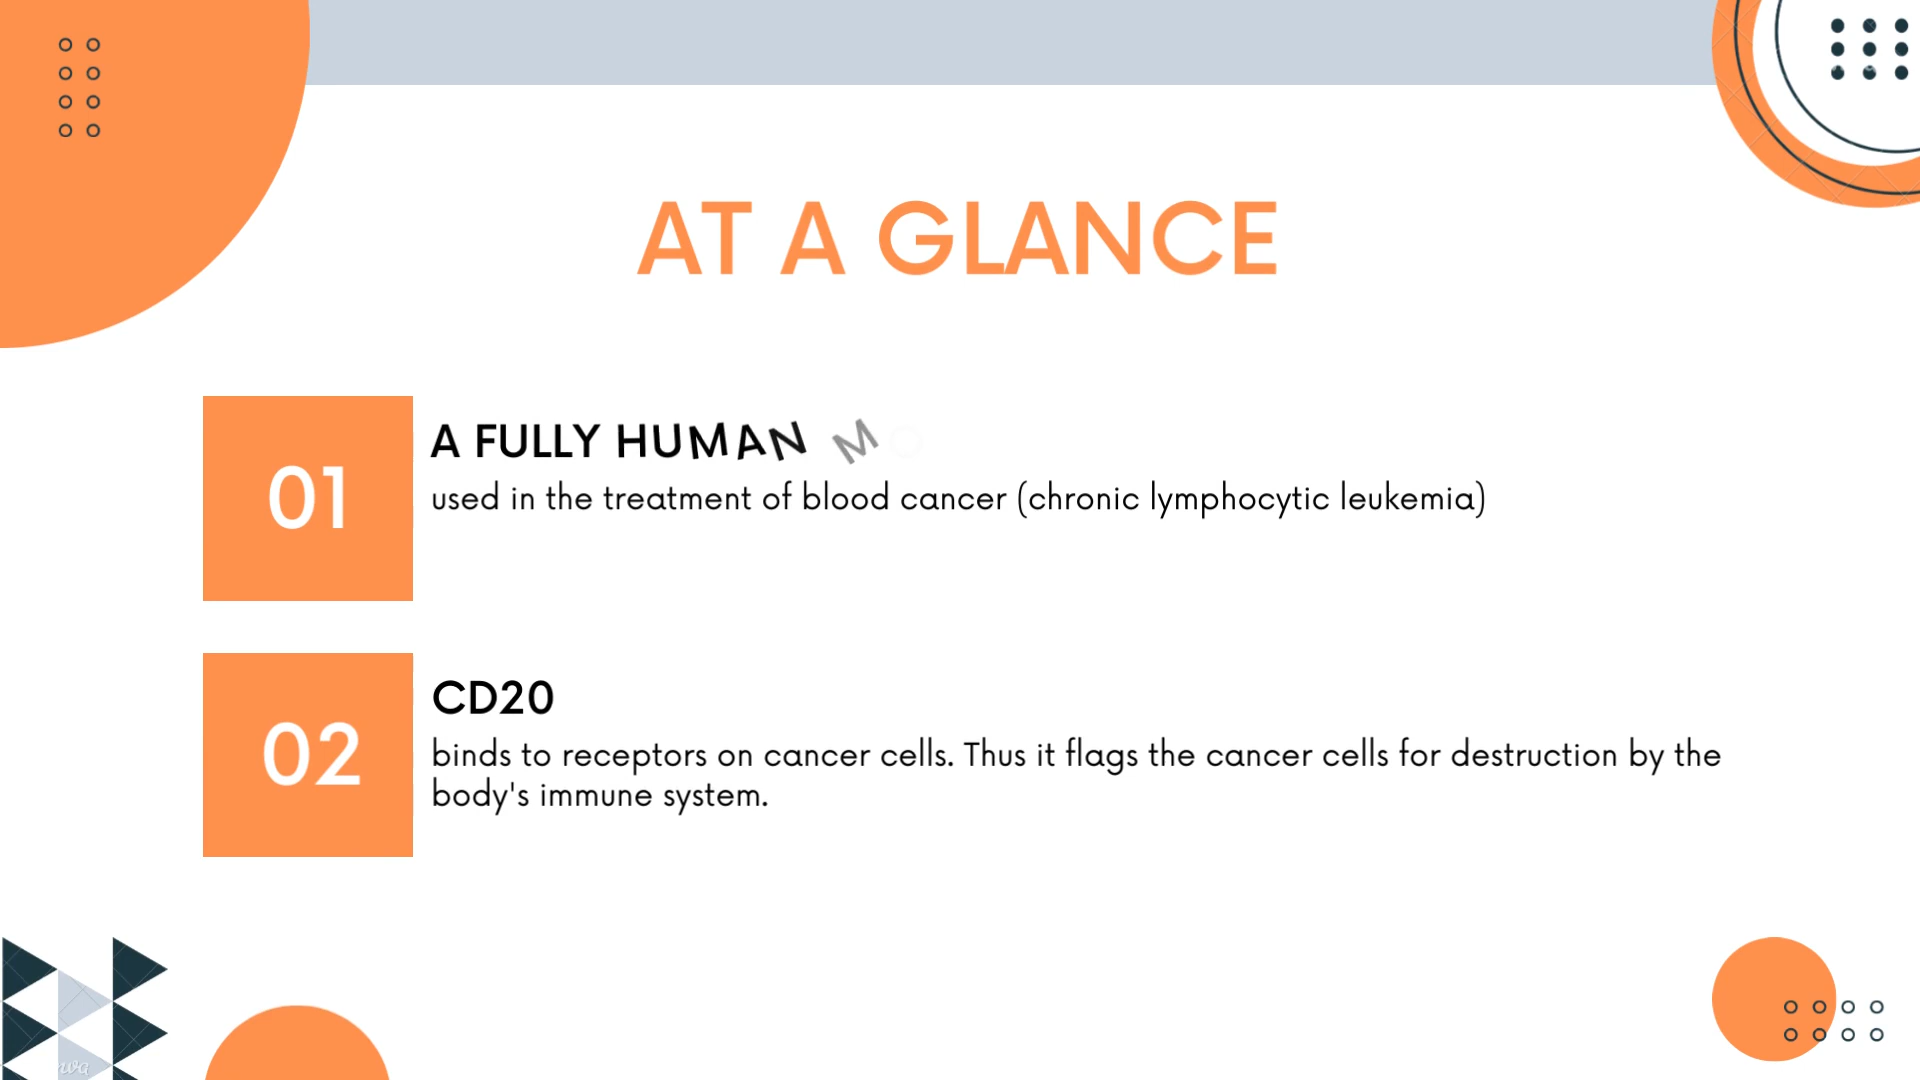 AT A GLANCE
01
A FULLY HUMAN M
used in the treatment of blood cancer (chronic lymphocytic leukemia)
02
CD20
binds to receptors on cancer cells. Thus it flags the cancer cells for destruction by the
body's immune system.